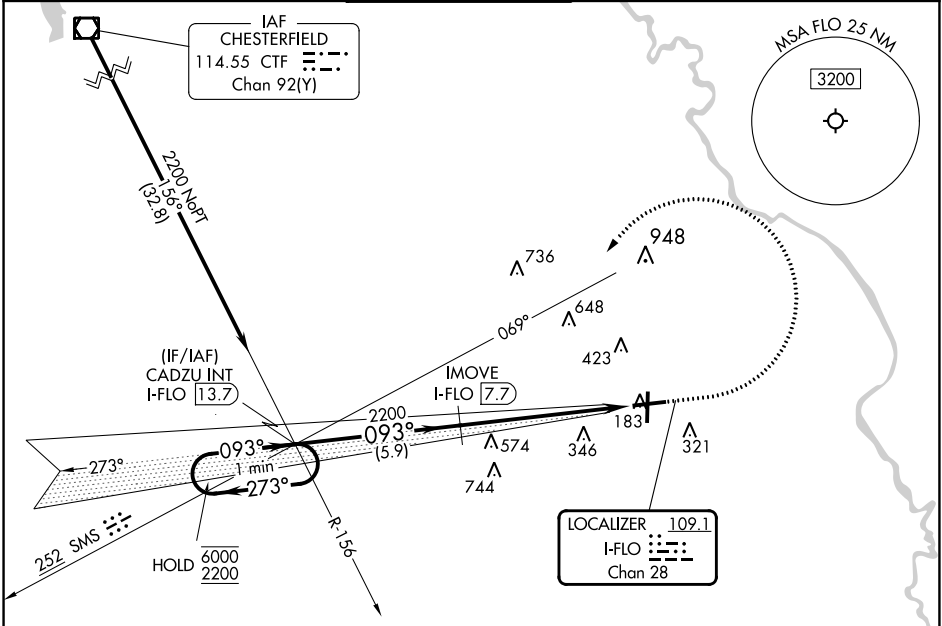 IAF
CHESTERFIELD
114.55 CTF
Chan 92(Y)
MSA FLO 25 NM
3200
2200 NoPT
156°
(32.8)
948
736
648
069°
423
(IF/IAF)
CADZU INT
I-FLO 13.7
IMOVE
I-FLO 7.7
2200
183
093°
093°
(5.9)
574
346
321
273°
1 min
273°
744
252 SMS
R-156
HOLD 6000
2200
LOCALIZER 109.1
I-FLO
Chan 28